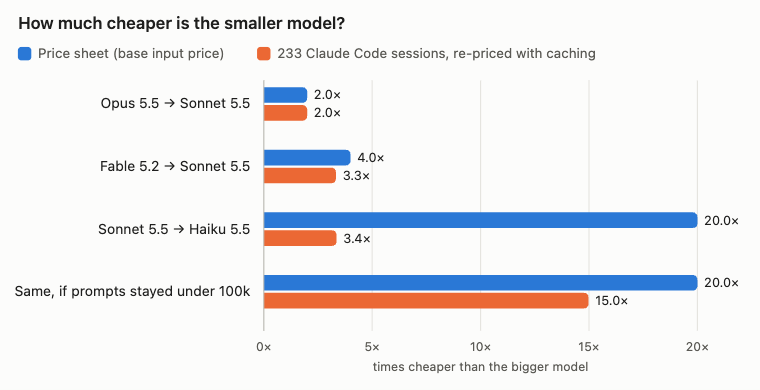 How much cheaper is the smaller model?
Price sheet (base input price) 233 Claude Code sessions, re-priced with caching
Opus 5.5 → Sonnet 5.5 2.0×
2.0×
Fable 5.2 → Sonnet 5.5 4.0×
3.3×
Sonnet 5.5 → Haiku 5.5 20.0×
3.4×
Same, if prompts stayed under 100k 20.0×
15.0×
0× 5× 10× 15× 20×
times cheaper than the bigger model